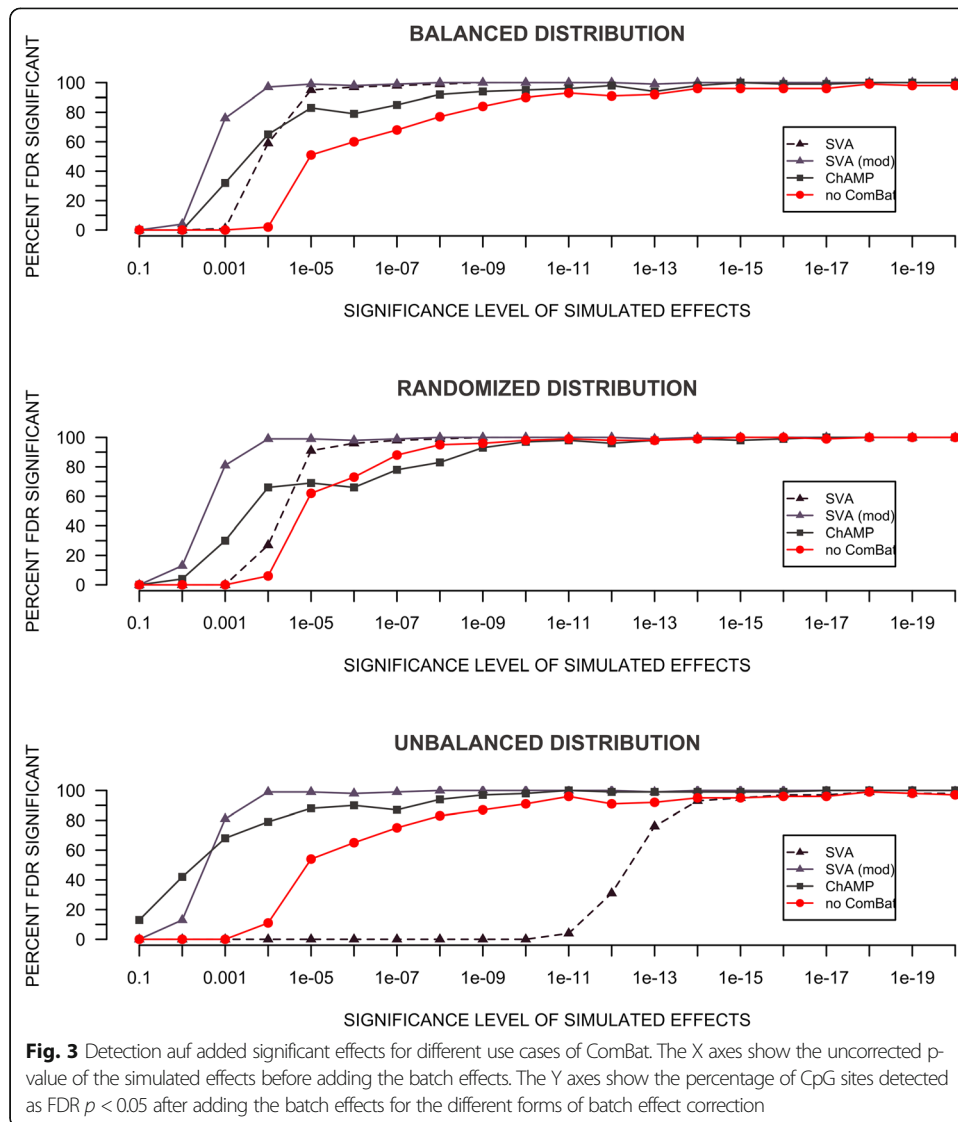 BALANCED DISTRIBUTION
PERCENT FDR SIGNIFICANT
100
80
60
40
20
0
SVA
SVA (mod)
ChAMP
no ComBat
0.1 0.001 1e-05 1e-07 1e-09 1e-11 1e-13 1e-15 1e-17 1e-19
SIGNIFICANCE LEVEL OF SIMULATED EFFECTS
RANDOMIZED DISTRIBUTION
PERCENT FDR SIGNIFICANT
100
80
60
40
20
0
SVA
SVA (mod)
ChAMP
no ComBat
0.1 0.001 1e-05 1e-07 1e-09 1e-11 1e-13 1e-15 1e-17 1e-19
SIGNIFICANCE LEVEL OF SIMULATED EFFECTS
UNBALANCED DISTRIBUTION
PERCENT FDR SIGNIFICANT
100
80
60
40
20
0
SVA
SVA (mod)
ChAMP
no ComBat
0.1 0.001 1e-05 1e-07 1e-09 1e-11 1e-13 1e-15 1e-17 1e-19
SIGNIFICANCE LEVEL OF SIMULATED EFFECTS
Fig. 3 Detection auf added significant effects for different use cases of ComBat. The X axes show the uncorrected p-
value of the simulated effects before adding the batch effects. The Y axes show the percentage of CpG sites detected
as FDR p < 0.05 after adding the batch effects for the different forms of batch effect correction